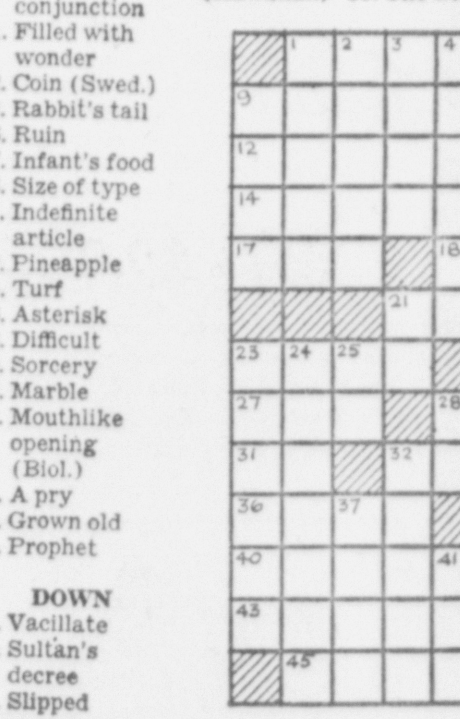 conjunction
. Filled with
wonder
. Coin (Swed.)
. Rabbit's tail
. Ruin
. Infant's food
. Size of type
. Indefinite
article
. Pineapple
. Turf
. Asterisk
. Difficult
. Sorcery
. Marble
. Mouthlike
opening
(Biol.)
. A pry
. Grown old
. Prophet
DOWN
. Vacillate
. Sultan's
decree
. Slipped
1 2 3 4
9
12
14
17 18
21
23 24 25
27 28
31 32
36 37
40 41
43
45